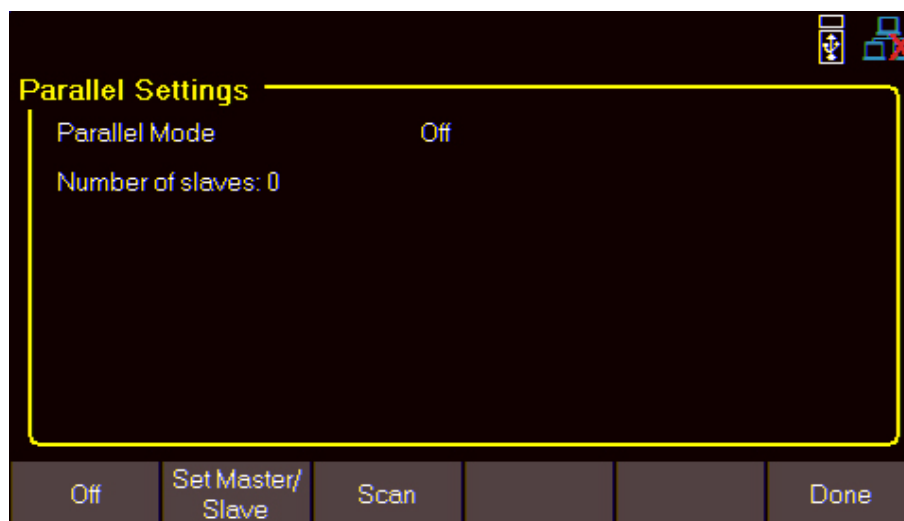 Parallel Settings
Parallel Mode Off
Number of slaves: 0
Off
Set Master/
Slave
Scan
Done